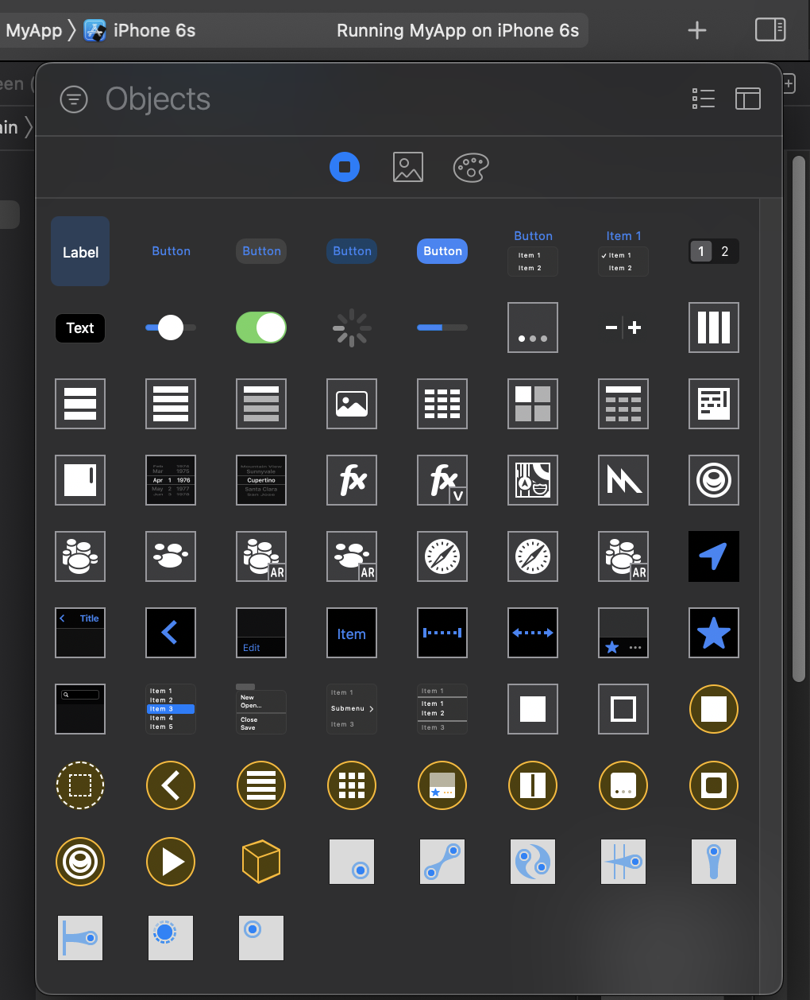 MyApp
iPhone 6s
Running MyApp on iPhone 6s
een (
Objects
ain
Label
Button
Button
Button
Button
Button
Item 1
Item 2
Item 1
Item 1
Item 2
1 2
Text
Feb 1974
Mar 1975
Apr 1 1976
May 2 1977
Jun 3 1978
Mountain View
Sunnyvale
Cupertino
Santa Clara
San Jose
fx
fx
V
AR
AR
AR
Title
Edit
Item
Item 1
Item 2
Item 3
Item 4
Item 5
New
Open...
Close
Save
Item 1
Submenu
Item 3
Item 1
Item 1
Item 2
Item 3